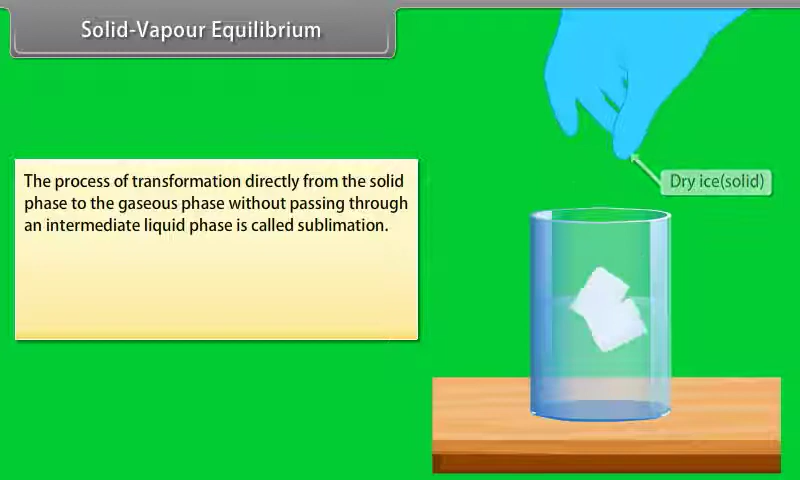 Solid-Vapour Equilibrium
The process of transformation directly from the solid
phase to the gaseous phase without passing through
an intermediate liquid phase is called sublimation.
Dry ice(solid)